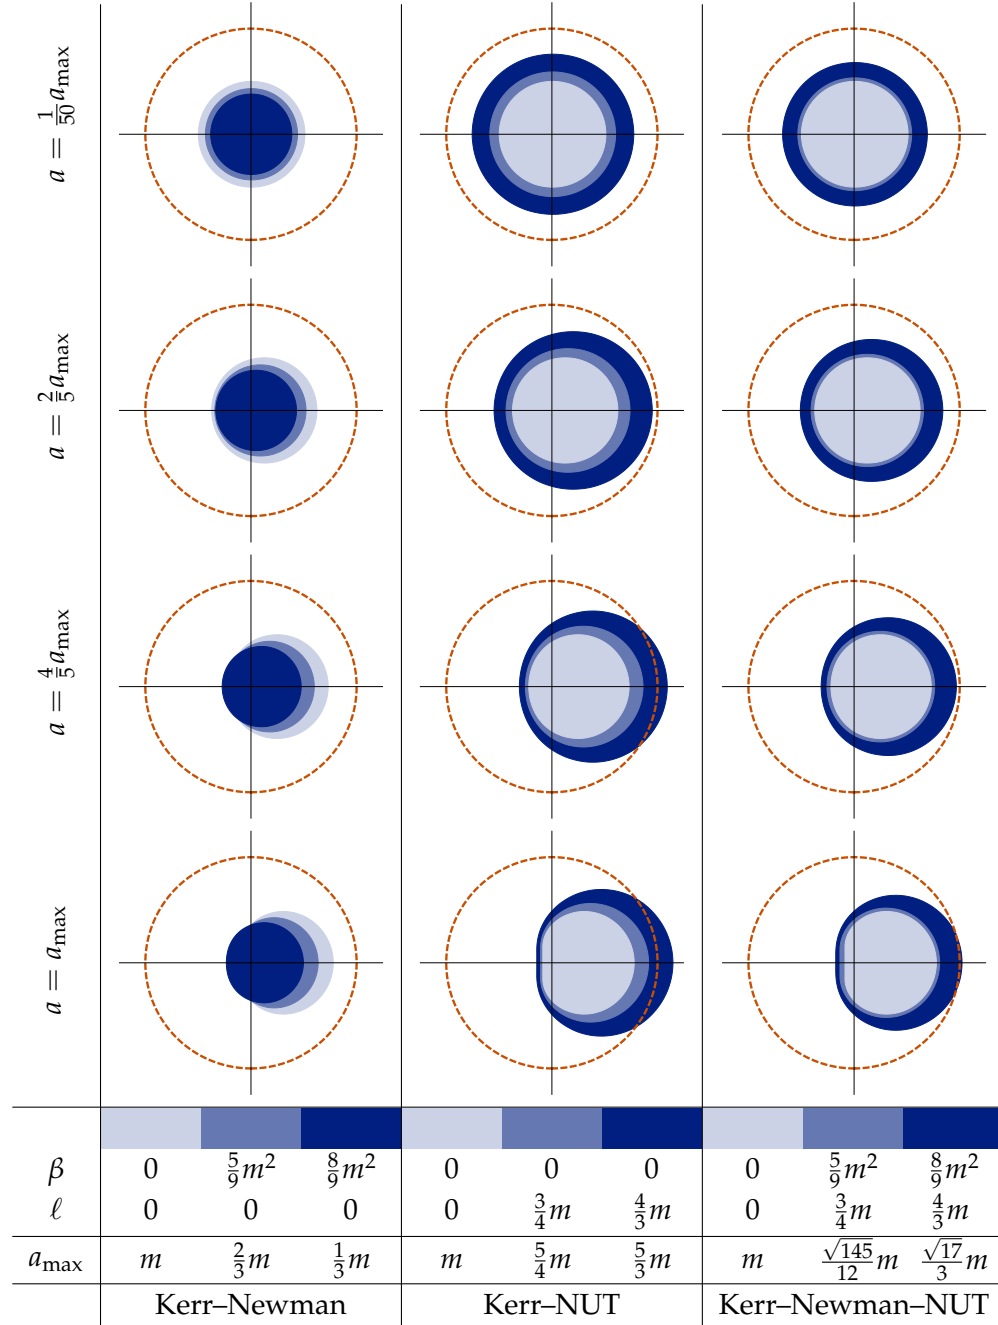 a = 1/50 a_max
a = 2/5 a_max
a = 4/5 a_max
a = a_max
β 0 5/9 m² 8/9 m² 0 0 0 0 5/9 m² 8/9 m²
ℓ 0 0 0 0 3/4 m 4/3 m 0 3/4 m 4/3 m
a_max m 2/3 m 1/3 m m 5/4 m 5/3 m m √145/12 m √17/3 m
Kerr–Newman Kerr–NUT Kerr–Newman–NUT